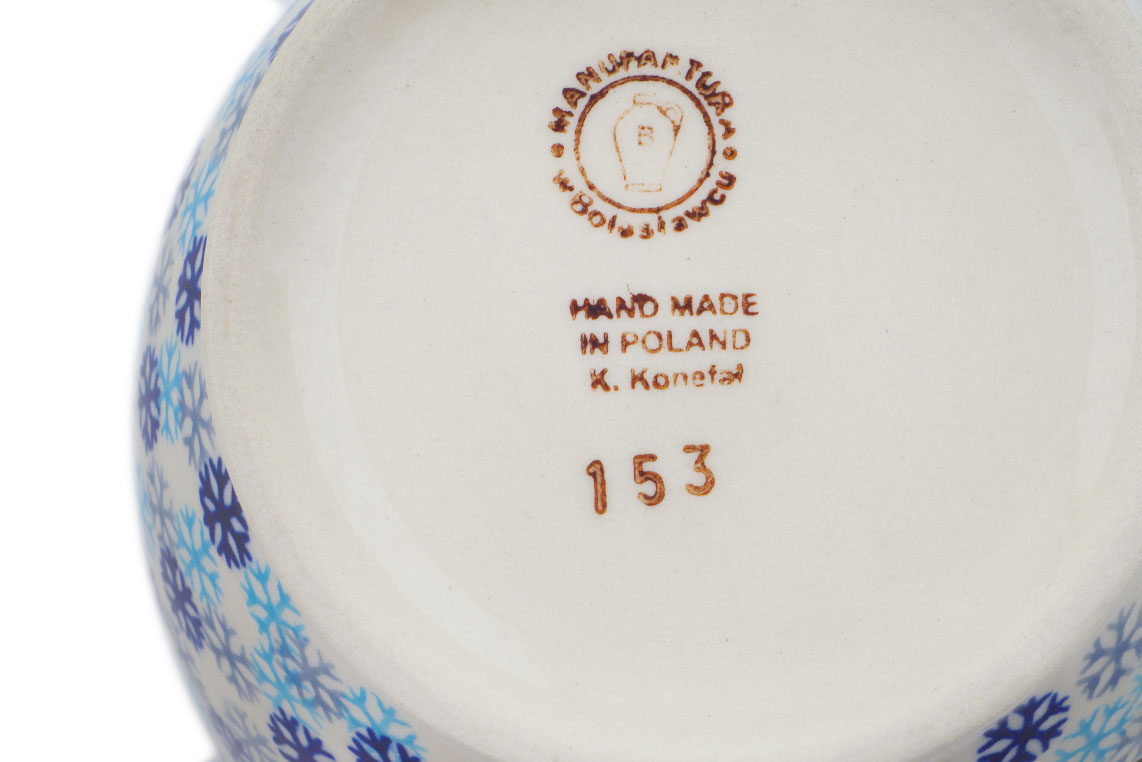 MANUFAKTURA
w Bolesławcu
B
HAND MADE
IN POLAND
K. Konefał
153